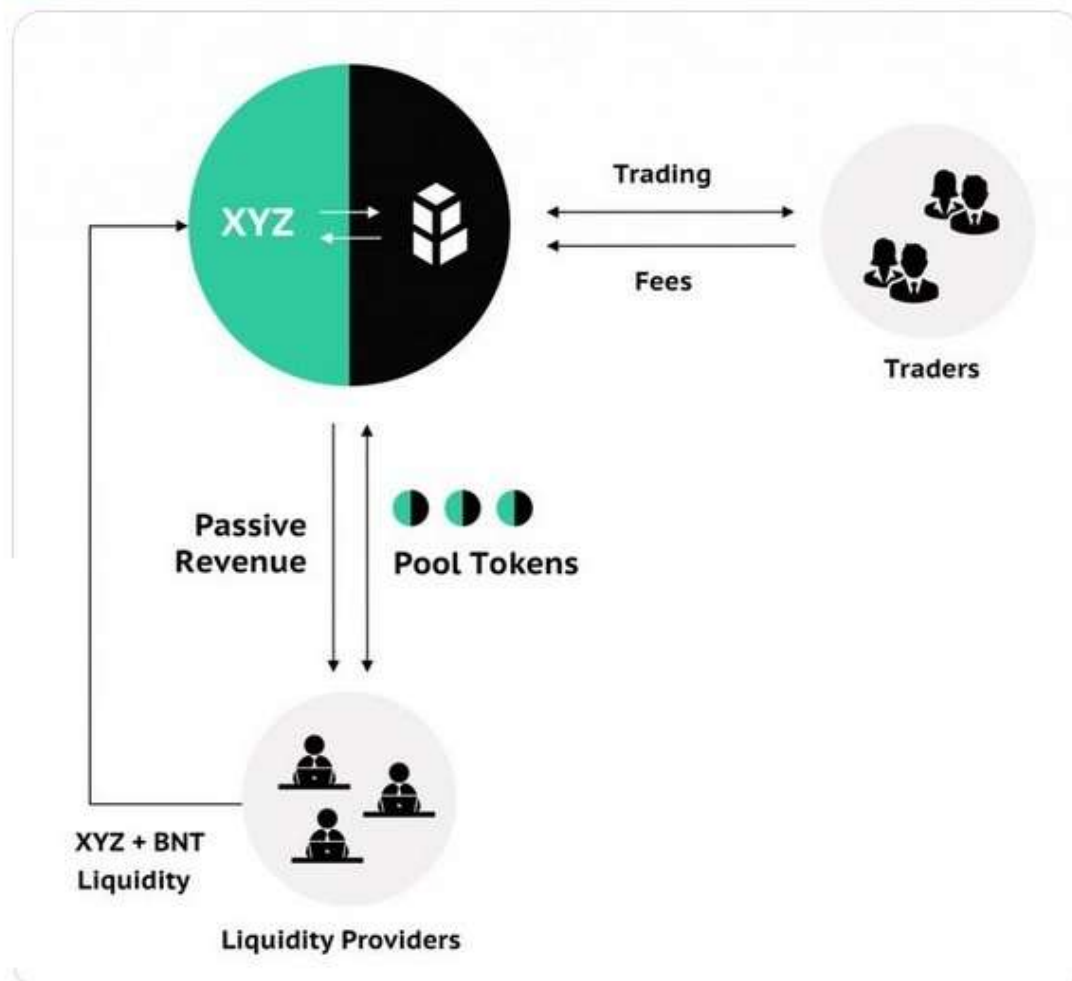 XYZ
Trading
Fees
Traders
Passive
Revenue
Pool Tokens
XYZ + BNT
Liquidity
Liquidity Providers